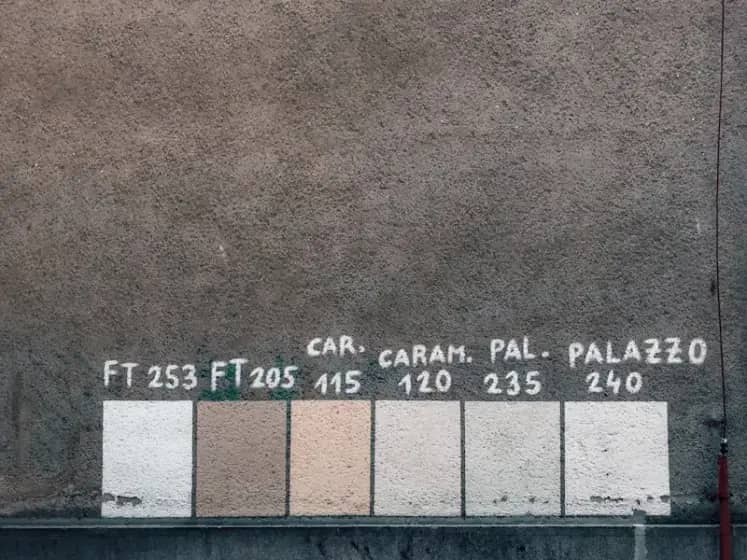 FT 253
FT 205
CAR.
115
CARAM.
120
PAL.
235
PALAZZO
240